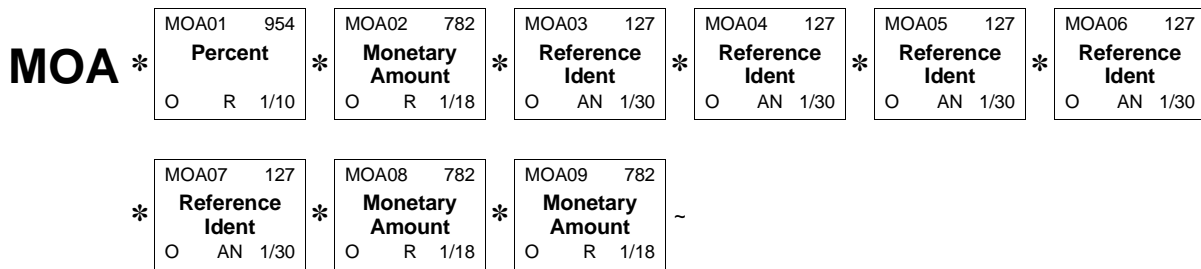 MOA * MOA01 954 * MOA02 782 * MOA03 127 * MOA04 127 * MOA05 127 * MOA06 127
Percent Monetary Amount Reference Ident Reference Ident Reference Ident Reference Ident
O R 1/10 O R 1/18 O AN 1/30 O AN 1/30 O AN 1/30 O AN 1/30
* MOA07 127 * MOA08 782 * MOA09 782 ~
Reference Ident Monetary Amount Monetary Amount
O AN 1/30 O R 1/18 O R 1/18